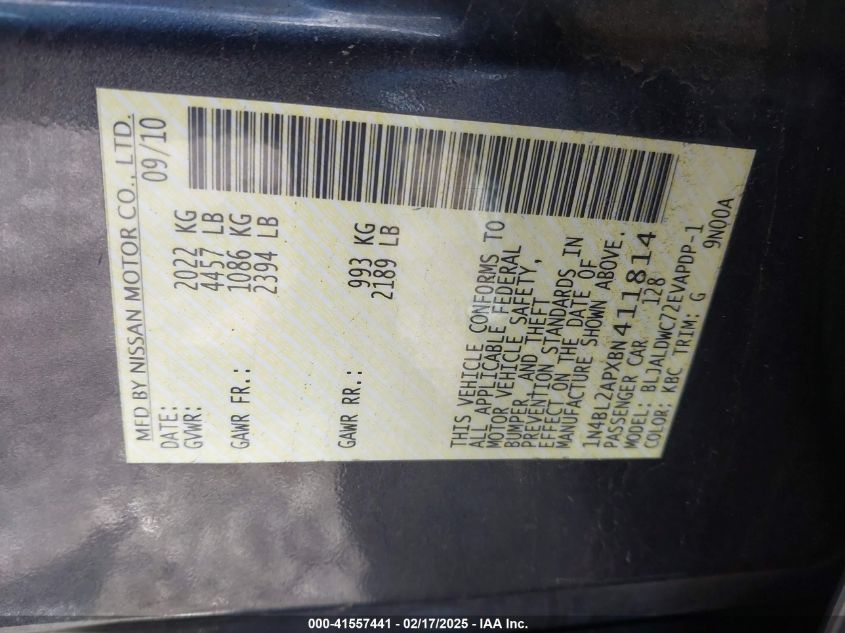 MFD BY NISSAN MOTOR CO., LTD.
DATE: 09/10
GVWR: 2022 KG
4457 LB
GAWR FR.: 1086 KG
2394 LB
GAWR RR.: 993 KG
2189 LB
THIS VEHICLE CONFORMS TO
ALL APPLICABLE FEDERAL
MOTOR VEHICLE SAFETY,
BUMPER, AND THEFT
PREVENTION STANDARDS IN
EFFECT ON THE DATE OF
MANUFACTURE SHOWN ABOVE.
1N4BL2APXBN411814
PASSENGER CAR 128
MODEL: BLJALDWC72EVAPDP-1
COLOR: KBC TRIM: G 9N00A
000-41557441 - 02/17/2025 - IAA Inc.